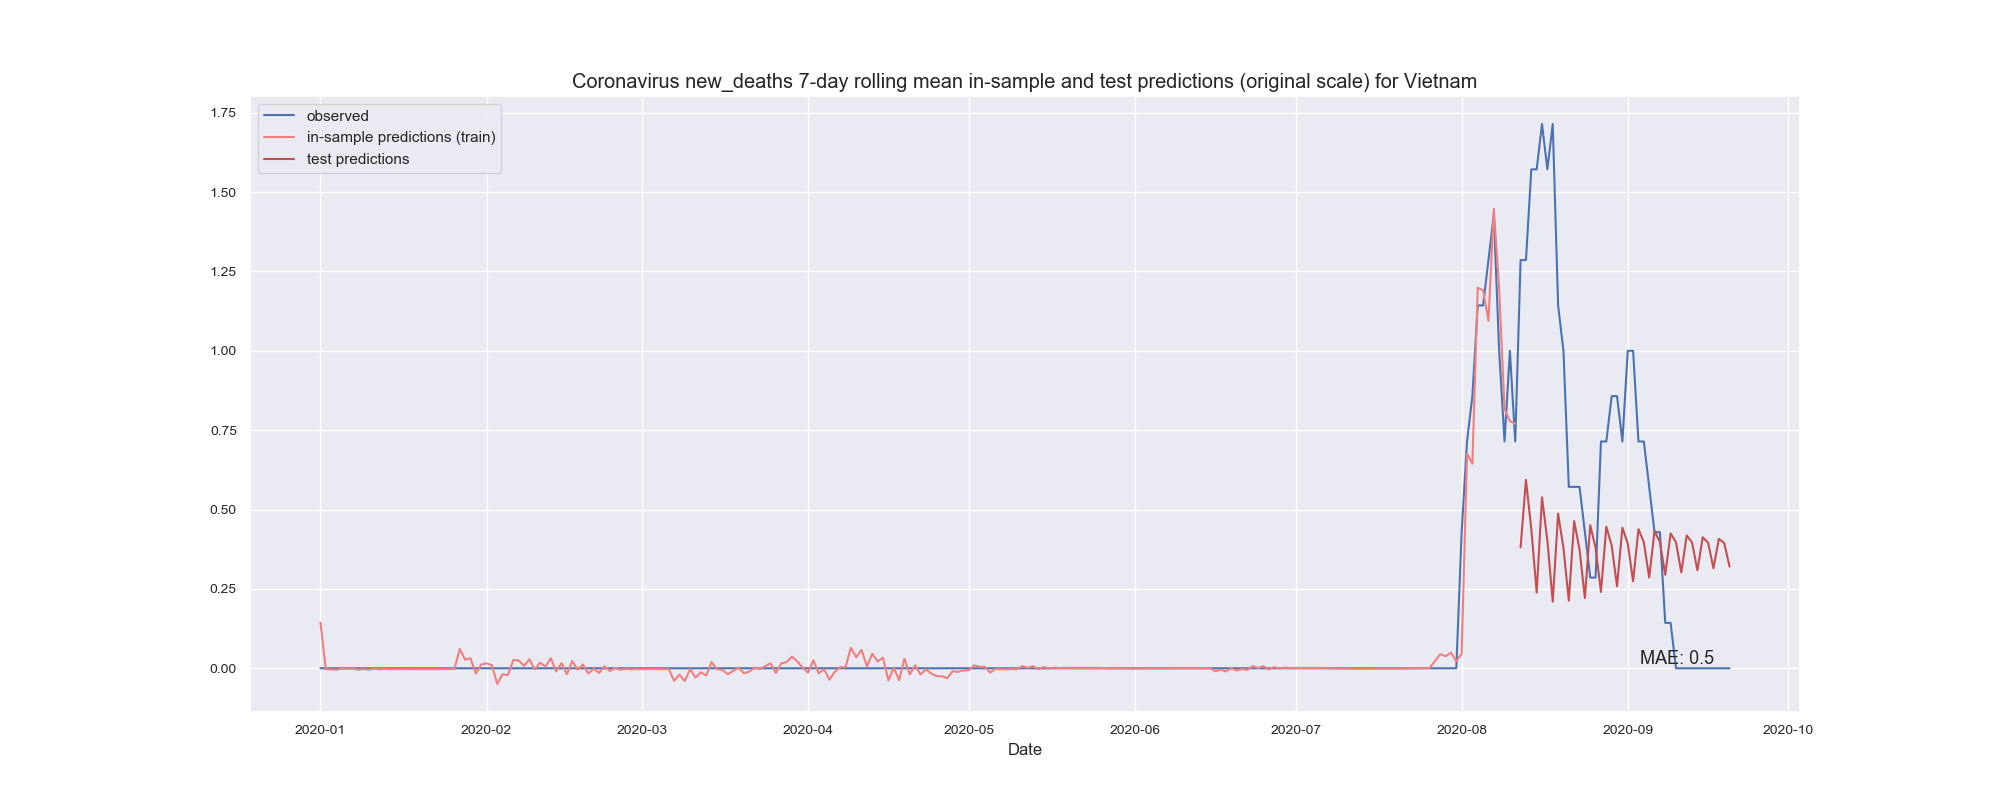 Coronavirus new_deaths 7-day rolling mean in-sample and test predictions (original scale) for Vietnam
observed
in-sample predictions (train)
test predictions
1.75
1.50
1.25
1.00
0.75
0.50
0.25
0.00
MAE: 0.5
2020-01 2020-02 2020-03 2020-04 2020-05 2020-06 2020-07 2020-08 2020-09 2020-10
Date